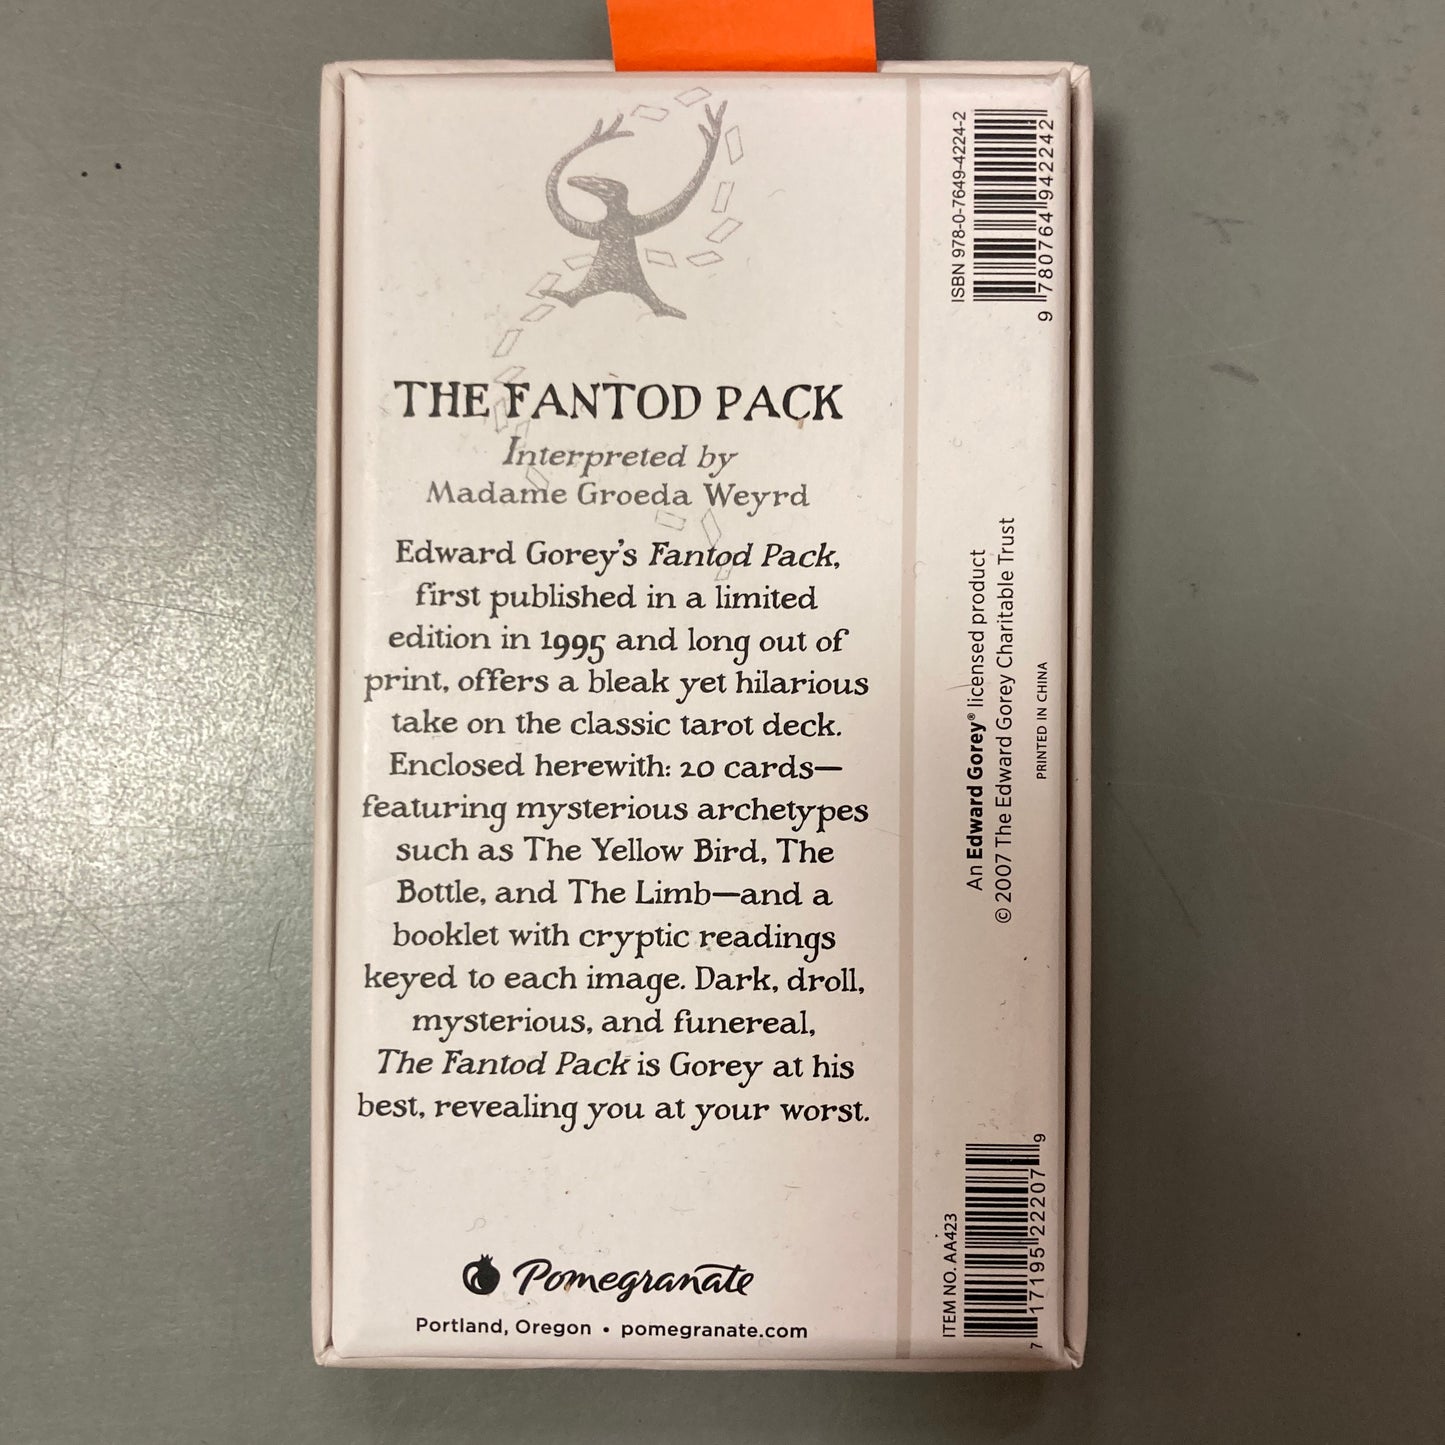 THE FANTOD PACK
Interpreted by
Madame Groeda Weyrd
Edward Gorey's Fantod Pack,
first published in a limited
edition in 1995 and long out of
print, offers a bleak yet hilarious
take on the classic tarot deck.
Enclosed herewith: 20 cards—
featuring mysterious archetypes
such as The Yellow Bird, The
Bottle, and The Limb—and a
booklet with cryptic readings
keyed to each image. Dark, droll,
mysterious, and funereal,
The Fantod Pack is Gorey at his
best, revealing you at your worst.
Pomegranate
Portland, Oregon • pomegranate.com
ISBN 978-0-7649-4224-2
9 780764 942242
An Edward Gorey® licensed product
© 2007 The Edward Gorey Charitable Trust
PRINTED IN CHINA
ITEM NO. AA423
7 17195 22207 9